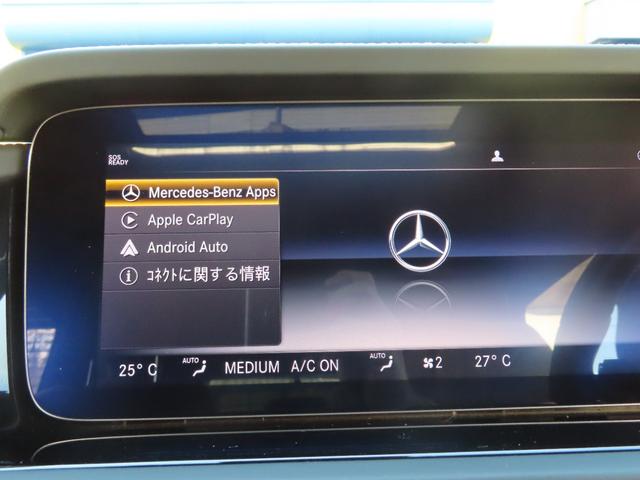 SOS
READY
Mercedes-Benz Apps
Apple CarPlay
Android Auto
ｺﾈｸﾄに関する情報
25° C AUTO MEDIUM A/C ON AUTO 2 27° C